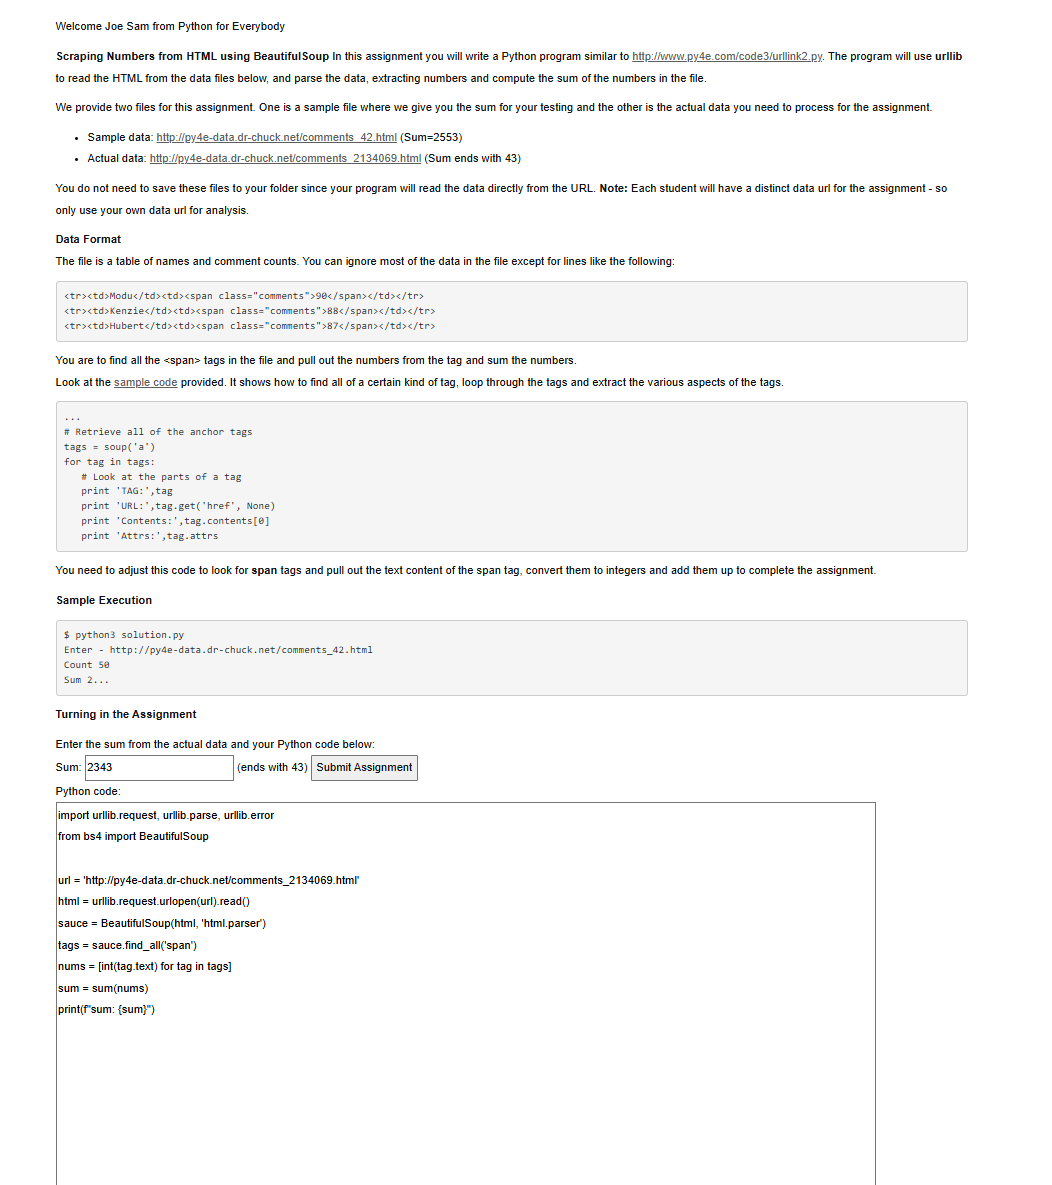 Welcome Joe Sam from Python for Everybody
Scraping Numbers from HTML using BeautifulSoup In this assignment you will write a Python program similar to http://www.py4e.com/code3/urllink2.py. The program will use urllib
to read the HTML from the data files below, and parse the data, extracting numbers and compute the sum of the numbers in the file.
We provide two files for this assignment. One is a sample file where we give you the sum for your testing and the other is the actual data you need to process for the assignment.
• Sample data: http://py4e-data.dr-chuck.net/comments_42.html (Sum=2553)
• Actual data: http://py4e-data.dr-chuck.net/comments_2134069.html (Sum ends with 43)
You do not need to save these files to your folder since your program will read the data directly from the URL. Note: Each student will have a distinct data url for the assignment - so
only use your own data url for analysis.
Data Format
The file is a table of names and comment counts. You can ignore most of the data in the file except for lines like the following:
<tr><td>Modu</td><td><span class="comments">90</span></td></tr>
<tr><td>Kenzie</td><td><span class="comments">88</span></td></tr>
<tr><td>Hubert</td><td><span class="comments">87</span></td></tr>
You are to find all the <span> tags in the file and pull out the numbers from the tag and sum the numbers.
Look at the sample code provided. It shows how to find all of a certain kind of tag, loop through the tags and extract the various aspects of the tags.
...
# Retrieve all of the anchor tags
tags = soup('a')
for tag in tags:
   # Look at the parts of a tag
   print 'TAG:',tag
   print 'URL:',tag.get('href', None)
   print 'Contents:',tag.contents[0]
   print 'Attrs:',tag.attrs
You need to adjust this code to look for span tags and pull out the text content of the span tag, convert them to integers and add them up to complete the assignment.
Sample Execution
$ python3 solution.py
Enter - http://py4e-data.dr-chuck.net/comments_42.html
Count 50
Sum 2...
Turning in the Assignment
Enter the sum from the actual data and your Python code below:
Sum: 2343 (ends with 43) Submit Assignment
Python code:
import urllib.request, urllib.parse, urllib.error
from bs4 import BeautifulSoup
url = 'http://py4e-data.dr-chuck.net/comments_2134069.html'
html = urllib.request.urlopen(url).read()
sauce = BeautifulSoup(html, 'html.parser')
tags = sauce.find_all('span')
nums = [int(tag.text) for tag in tags]
sum = sum(nums)
print(f"sum: {sum}")